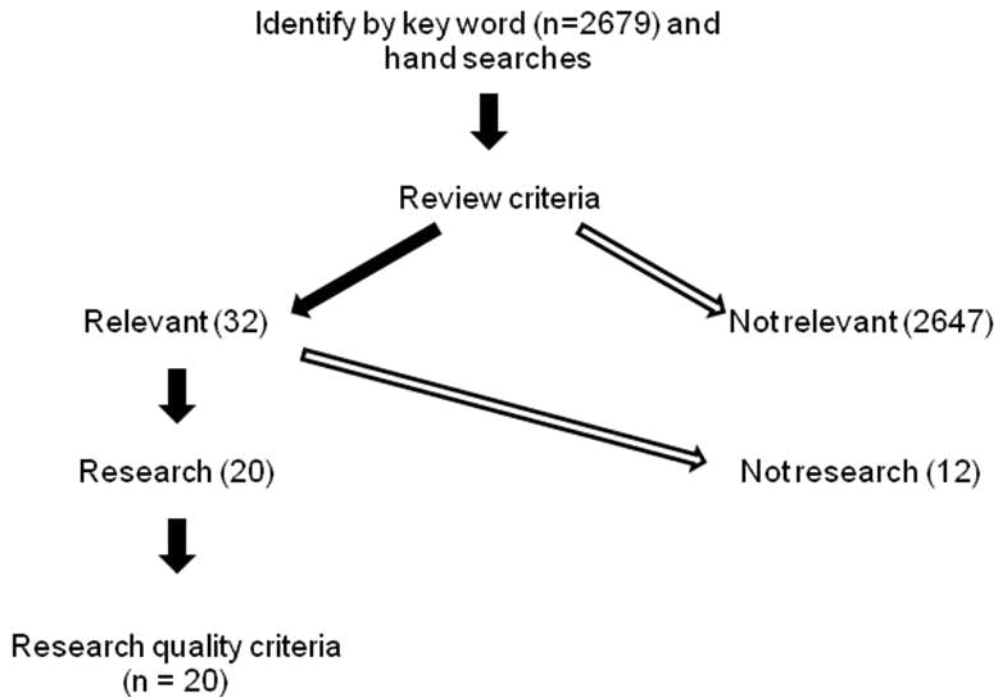 Identify by key word (n=2679) and
hand searches
Review criteria
Relevant (32)
Not relevant (2647)
Research (20)
Not research (12)
Research quality criteria
(n = 20)